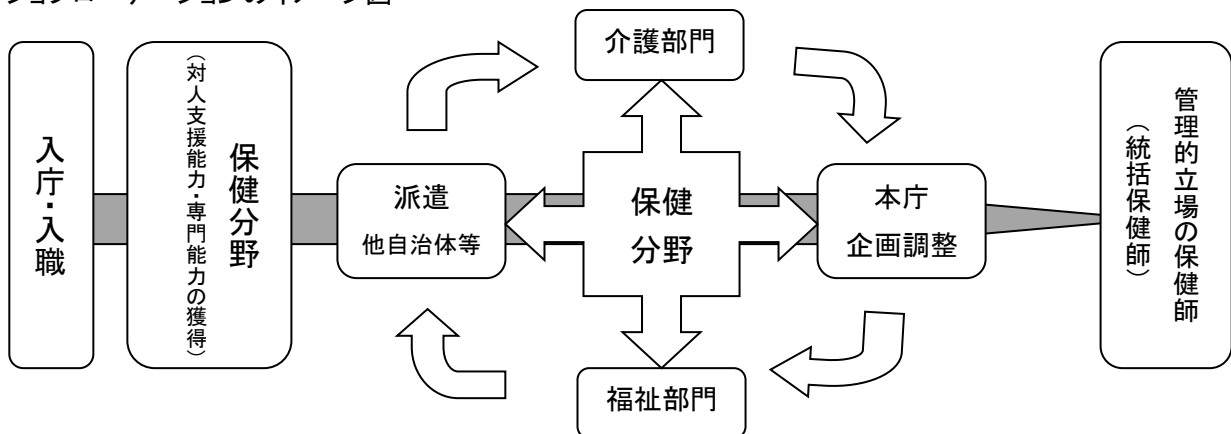 入庁・入職
保健分野
（対人支援能力・専門能力の獲得）
派遣
他自治体等
介護部門
保健
分野
福祉部門
本庁
企画調整
管理的立場の保健師
（統括保健師）